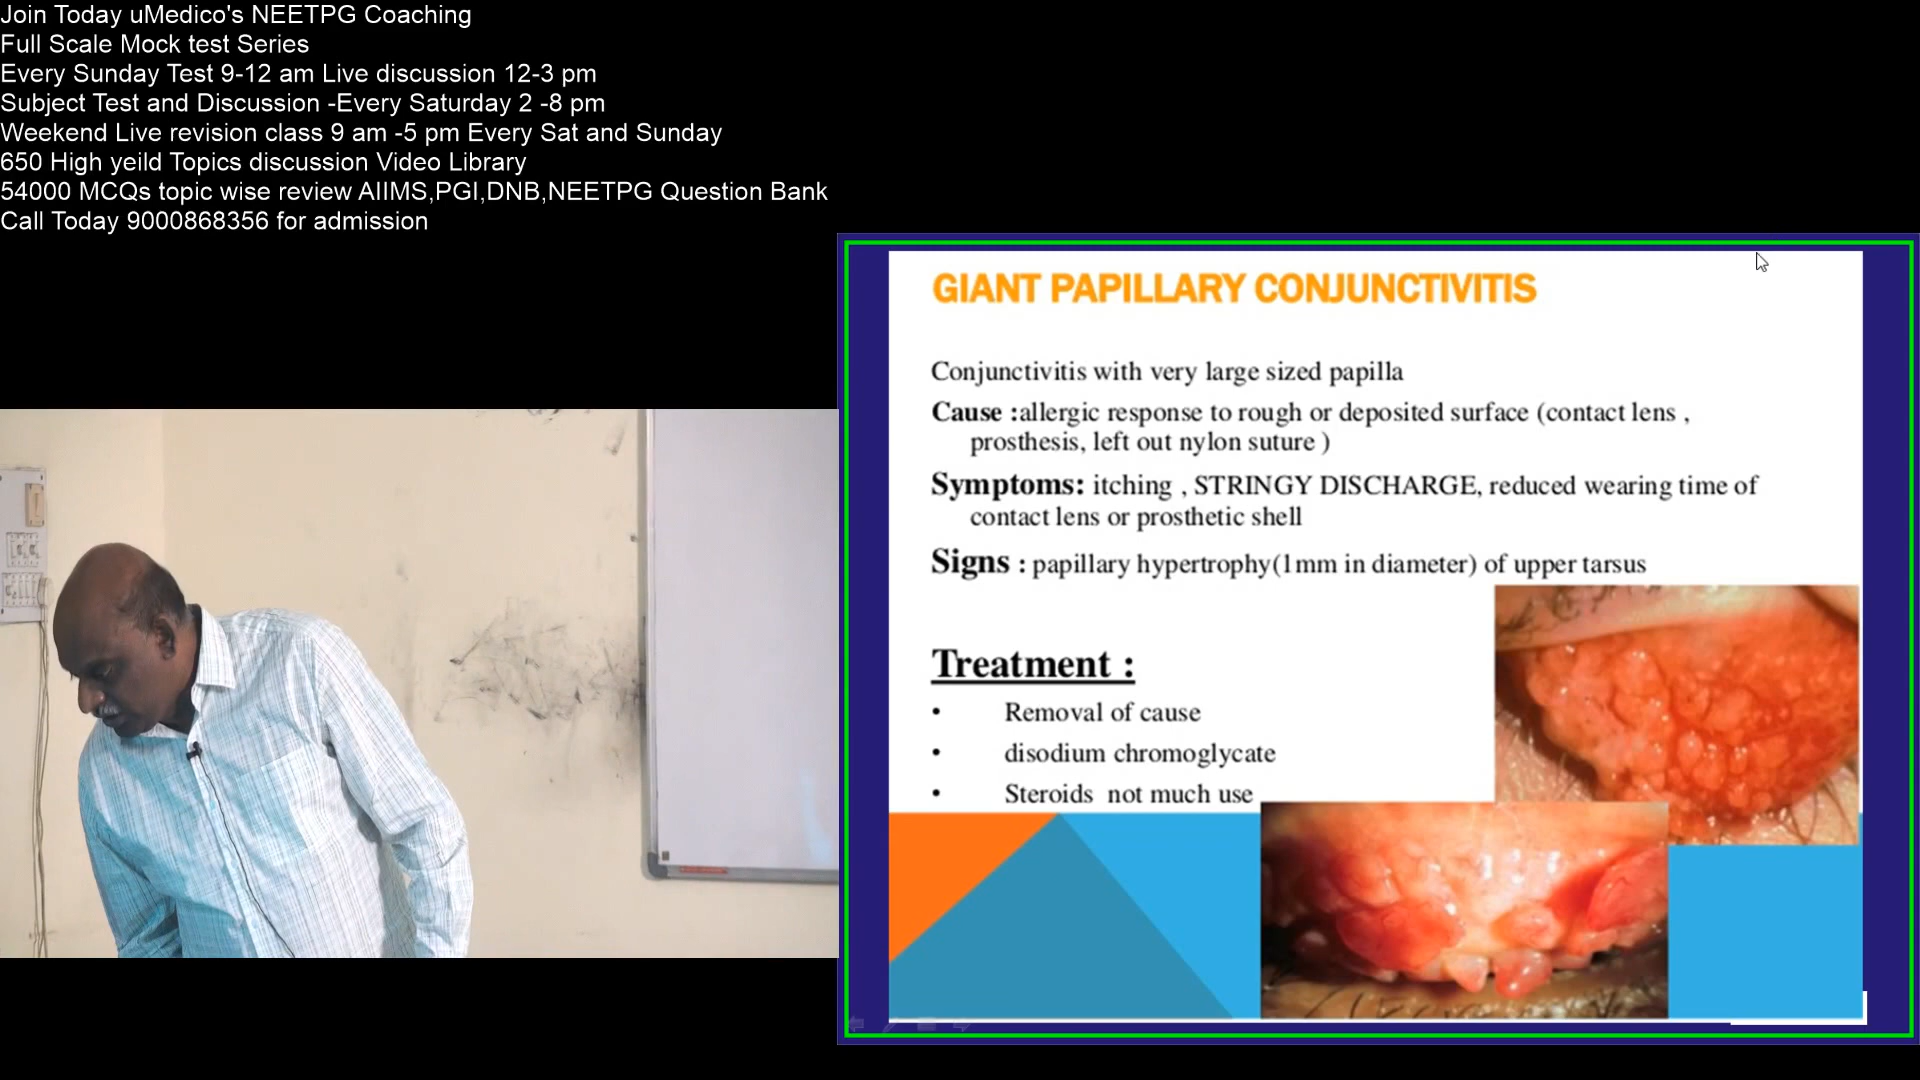 Join Today uMedico's NEETPG Coaching
Full Scale Mock test Series
Every Sunday Test 9-12 am Live discussion 12-3 pm
Subject Test and Discussion -Every Saturday 2 -8 pm
Weekend Live revision class 9 am -5 pm Every Sat and Sunday
650 High yeild Topics discussion Video Library
54000 MCQs topic wise review AIIMS,PGI,DNB,NEETPG Question Bank
Call Today 9000868356 for admission
GIANT PAPILLARY CONJUNCTIVITIS
Conjunctivitis with very large sized papilla
Cause :allergic response to rough or deposited surface (contact lens ,
prosthesis, left out nylon suture )
Symptoms: itching , STRINGY DISCHARGE, reduced wearing time of
contact lens or prosthetic shell
Signs : papillary hypertrophy(1mm in diameter) of upper tarsus
Treatment :
• Removal of cause
• disodium chromoglycate
• Steroids not much use